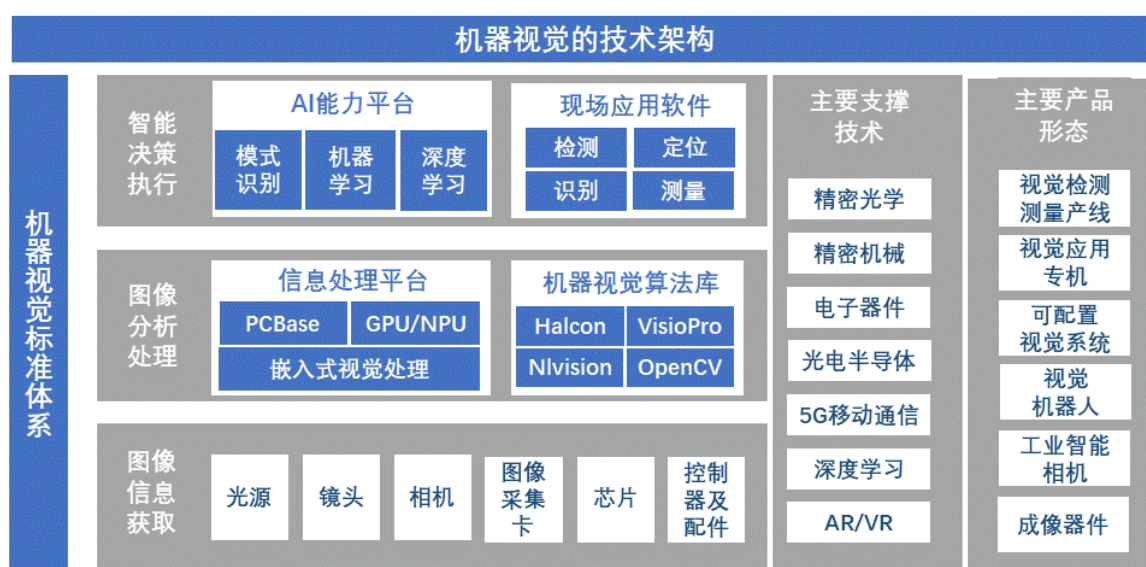 机器视觉的技术架构
机器视觉标准体系
智能
决策
执行
AI能力平台
模式
识别
机器
学习
深度
学习
现场应用软件
检测
定位
识别
测量
图像
分析
处理
信息处理平台
PCBase
GPU/NPU
嵌入式视觉处理
机器视觉算法库
Halcon
VisioPro
NIvision
OpenCV
图像
信息
获取
光源
镜头
相机
图像
采集
卡
芯片
控制
器及
配件
主要支撑
技术
精密光学
精密机械
电子器件
光电半导体
5G移动通信
深度学习
AR/VR
主要产品
形态
视觉检测
测量产线
视觉应用
专机
可配置
视觉系统
视觉
机器人
工业智能
相机
成像器件